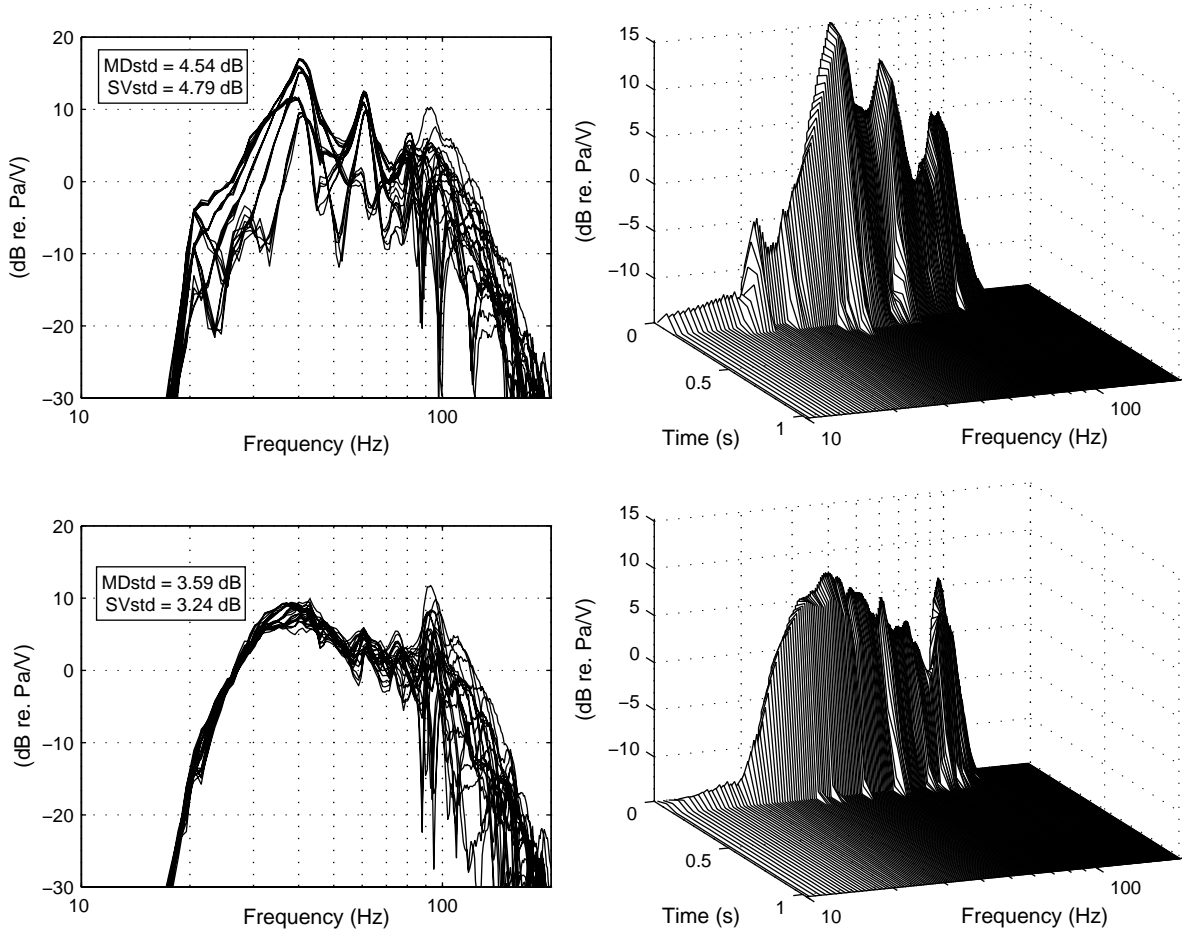 MDstd = 4.54 dB
SVstd = 4.79 dB
20
10
0
−10
−20
−30
(dB re. Pa/V)
10
100
Frequency (Hz)
15
10
5
0
−5
−10
(dB re. Pa/V)
0
0.5
1
Time (s)
10
100
Frequency (Hz)
MDstd = 3.59 dB
SVstd = 3.24 dB
20
10
0
−10
−20
−30
(dB re. Pa/V)
10
100
Frequency (Hz)
15
10
5
0
−5
−10
(dB re. Pa/V)
0
0.5
1
Time (s)
10
100
Frequency (Hz)